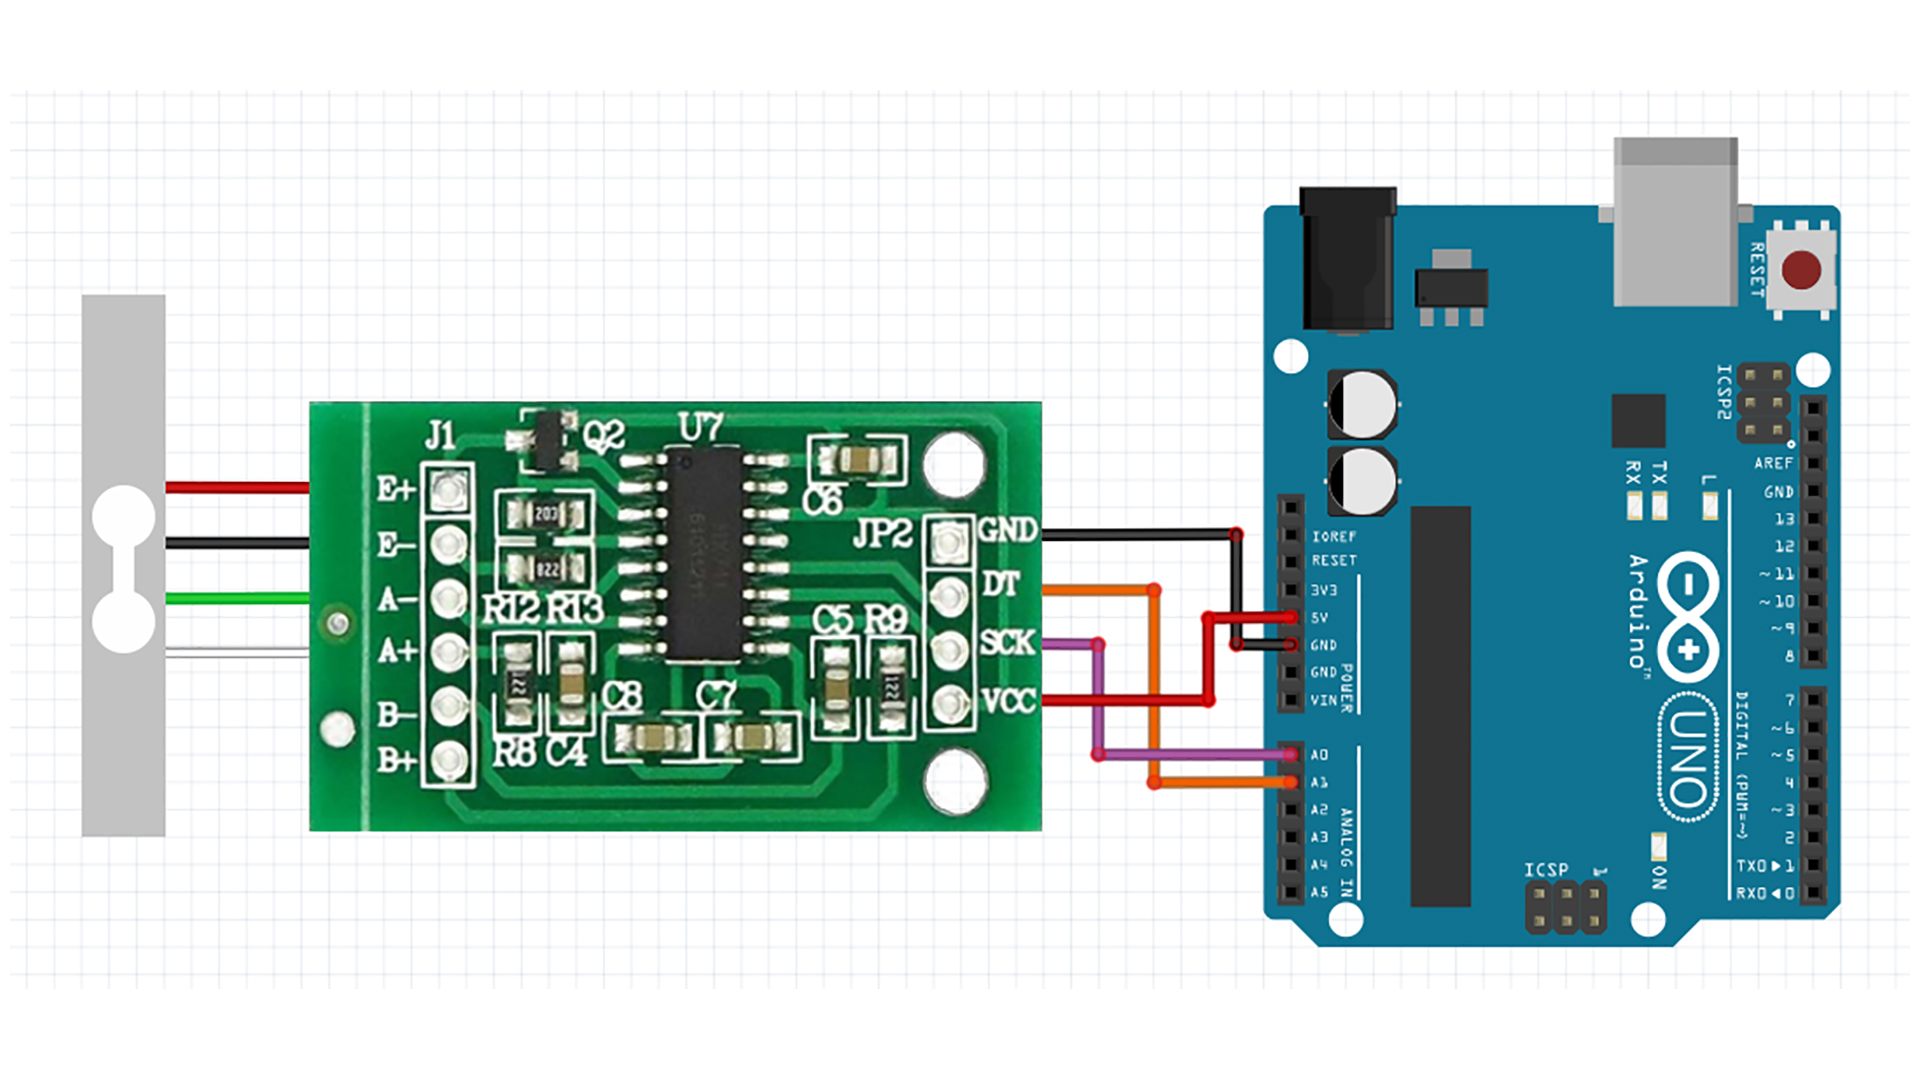 J1
E+
E-
A-
A+
B-
B+
Q2
U7
203
822
R12 R13
221
R8 C4
C8 C7
C6
JP2
C5 R9
122
GND
DT
SCK
VCC
IOREF
RESET
3V3
5V
GND
GND
VIN
POWER
A0
A1
A2
A3
A4
A5
ANALOG IN
RESET
ICSP2
AREF
GND
13
12
~11
~10
~9
8
7
~6
~5
4
~3
2
TX0▶1
RX0◀0
DIGITAL (PWM=~)
RX
TX
L
Arduino™
UNO
ON
ICSP
1